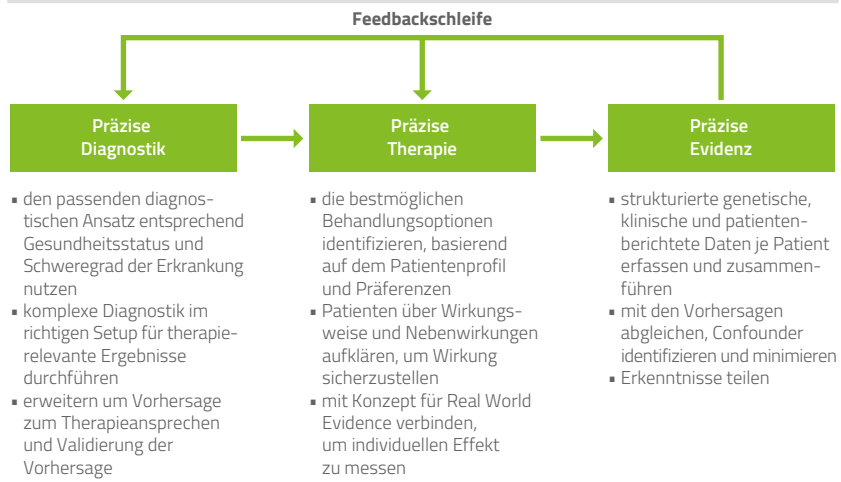 Feedbackschleife
Präzise
Diagnostik
Präzise
Therapie
Präzise
Evidenz
▪ den passenden diagnos-
tischen Ansatz entsprechend
Gesundheitsstatus und
Schweregrad der Erkrankung
nutzen
▪ komplexe Diagnostik im
richtigen Setup für therapie-
relevante Ergebnisse
durchführen
▪ erweitern um Vorhersage
zum Therapieansprechen
und Validierung der
Vorhersage
▪ die bestmöglichen
Behandlungsoptionen
identifizieren, basierend
auf dem Patientenprofil
und Präferenzen
▪ Patienten über Wirkungs-
weise und Nebenwirkungen
aufklären, um Wirkung
sicherzustellen
▪ mit Konzept für Real World
Evidence verbinden,
um individuellen Effekt
zu messen
▪ strukturierte genetische,
klinische und patienten-
berichtete Daten je Patient
erfassen und zusammen-
führen
▪ mit den Vorhersagen
abgleichen, Confounder
identifizieren und minimieren
▪ Erkenntnisse teilen